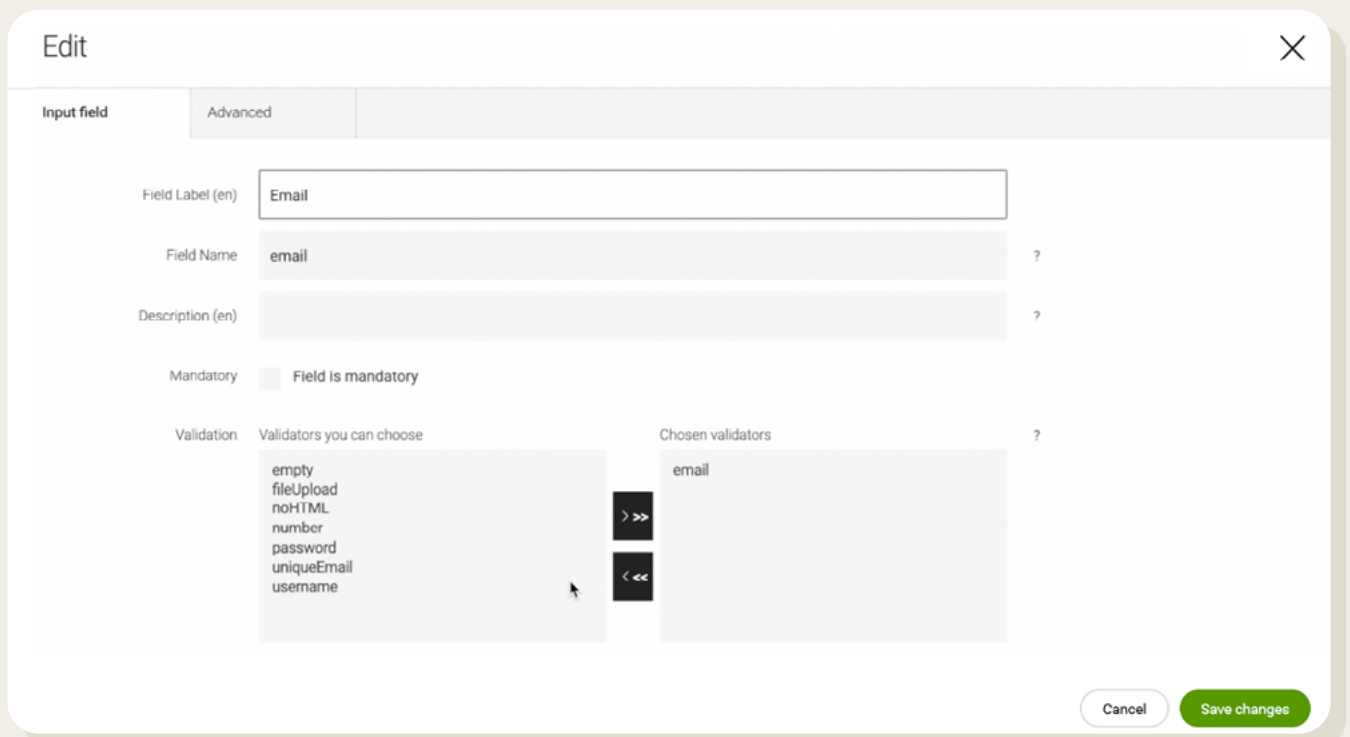 Edit
Input field
Advanced
Field Label (en)
Email
Field Name
email
?
Description (en)
?
Mandatory
Field is mandatory
Validation
Validators you can choose
Chosen validators
?
empty
fileUpload
noHTML
number
password
uniqueEmail
username
> >>
< <<
email
Cancel
Save changes